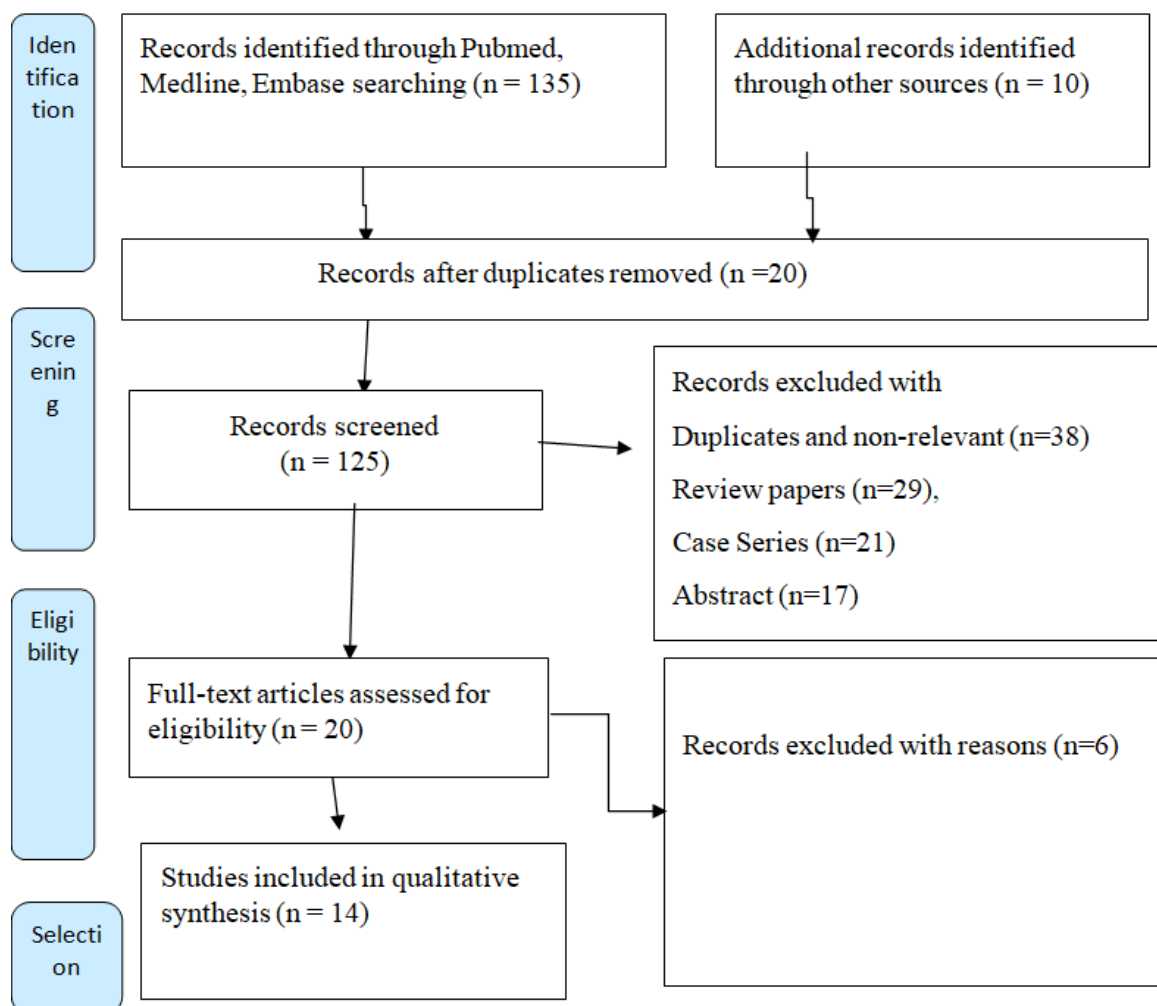 Iden
tifica
tion
Records identified through Pubmed,
Medline, Embase searching (n = 135)
Additional records identified
through other sources (n = 10)
Records after duplicates removed (n =20)
Scre
enin
g
Records screened
(n = 125)
Records excluded with
Duplicates and non-relevant (n=38)
Review papers (n=29),
Case Series (n=21)
Abstract (n=17)
Eligi
bility
Full-text articles assessed for
eligibility (n = 20)
Records excluded with reasons (n=6)
Studies included in qualitative
synthesis (n = 14)
Selecti
on